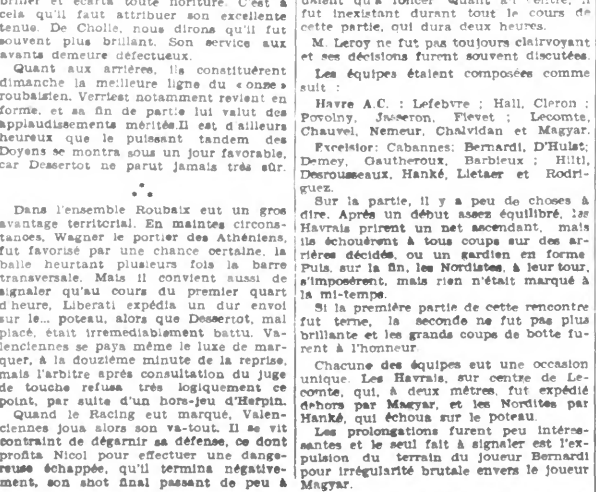 briller et écarta toute noriture. C'est à
cela qu'il faut attribuer son excellente
tenue. De Cholle, nous dirons qu'il fut
souvent plus brillant. Son service aux
avants demeure défectueux.
Quant aux arrières, ils constituèrent
dimanche la meilleure ligne du « onze »
roubaisien. Verriest notamment revient en
forme, et sa fin de partie lui valut des
applaudissements mérités.Il est d'ailleurs
heureux que le puissant tandem des
Doyens se montra sous un jour favorable,
car Dessertot ne parut jamais très sûr.
Dans l'ensemble Roubaix eut un gros
avantage territorial. En maintes circons-
tances, Wagner le portier des Athéniens,
fut favorisé par une chance certaine, la
balle heurtant plusieurs fois la barre
transversale. Mais il convient aussi de
signaler qu'au cours du premier quart
d'heure, Liberati expédia un dur envoi
sur le... poteau, alors que Dessertot, mal
placé, était irremediablement battu. Va-
lenciennes se paya même le luxe de mar-
quer, à la douzième minute de la reprise,
mais l'arbitre après consultation du juge
de touche refusa très logiquement ce
point, par suite d'un hors-jeu d'Herpin.
Quand le Racing eut marqué, Valen-
ciennes joua alors son va-tout. Il se vit
contraint de dégarnir sa défense, ce dont
profita Nicol pour effectuer une dange-
reuse échappée, qu'il termina négative-
ment, son shot final passant de peu à
fut inexistant durant tout le cours de
cette partie, qui dura deux heures.
M. Leroy ne fut pas toujours clairvoyant
et ses décisions furent souvent discutées.
Les équipes étaient composées comme
suit :
Havre A.C. : Lefebvre ; Hall, Cleron ;
Povolny, Jasseron, Fievet ; Lecomte,
Chauvel, Nemeur, Chalvidan et Magyar.
Excelsior: Cabannes; Bernardi, D'Hulst;
Demey, Gautheroux, Barbieux ; Hiltl,
Desrousseaux, Hanké, Lietaer et Rodri-
guez.
Sur la partie, il y a peu de choses à
dire. Après un début assez équilibré, les
Havrais prirent un net ascendant, mais
ils échouèrent à tous coups sur des ar-
rières décidés, ou un gardien en forme.
Puis, sur la fin, les Nordistes, à leur tour,
s'imposèrent, mais rien n'était marqué à
la mi-temps.
Si la première partie de cette rencontre
fut terne, la seconde ne fut pas plus
brillante et les grands coups de botte fu-
rent à l'honneur.
Chacune des équipes eut une occasion
unique. Les Havrais, sur centre de Le-
comte, qui, à deux mètres, fut expédié
dehors par Magyar, et les Nordites par
Hanké, qui échoua sur le poteau.
Les prolongations furent peu intéres-
santes et le seul fait à signaler est l'ex-
pulsion du terrain du joueur Bernardi
pour irrégularité brutale envers le joueur
Magyar.